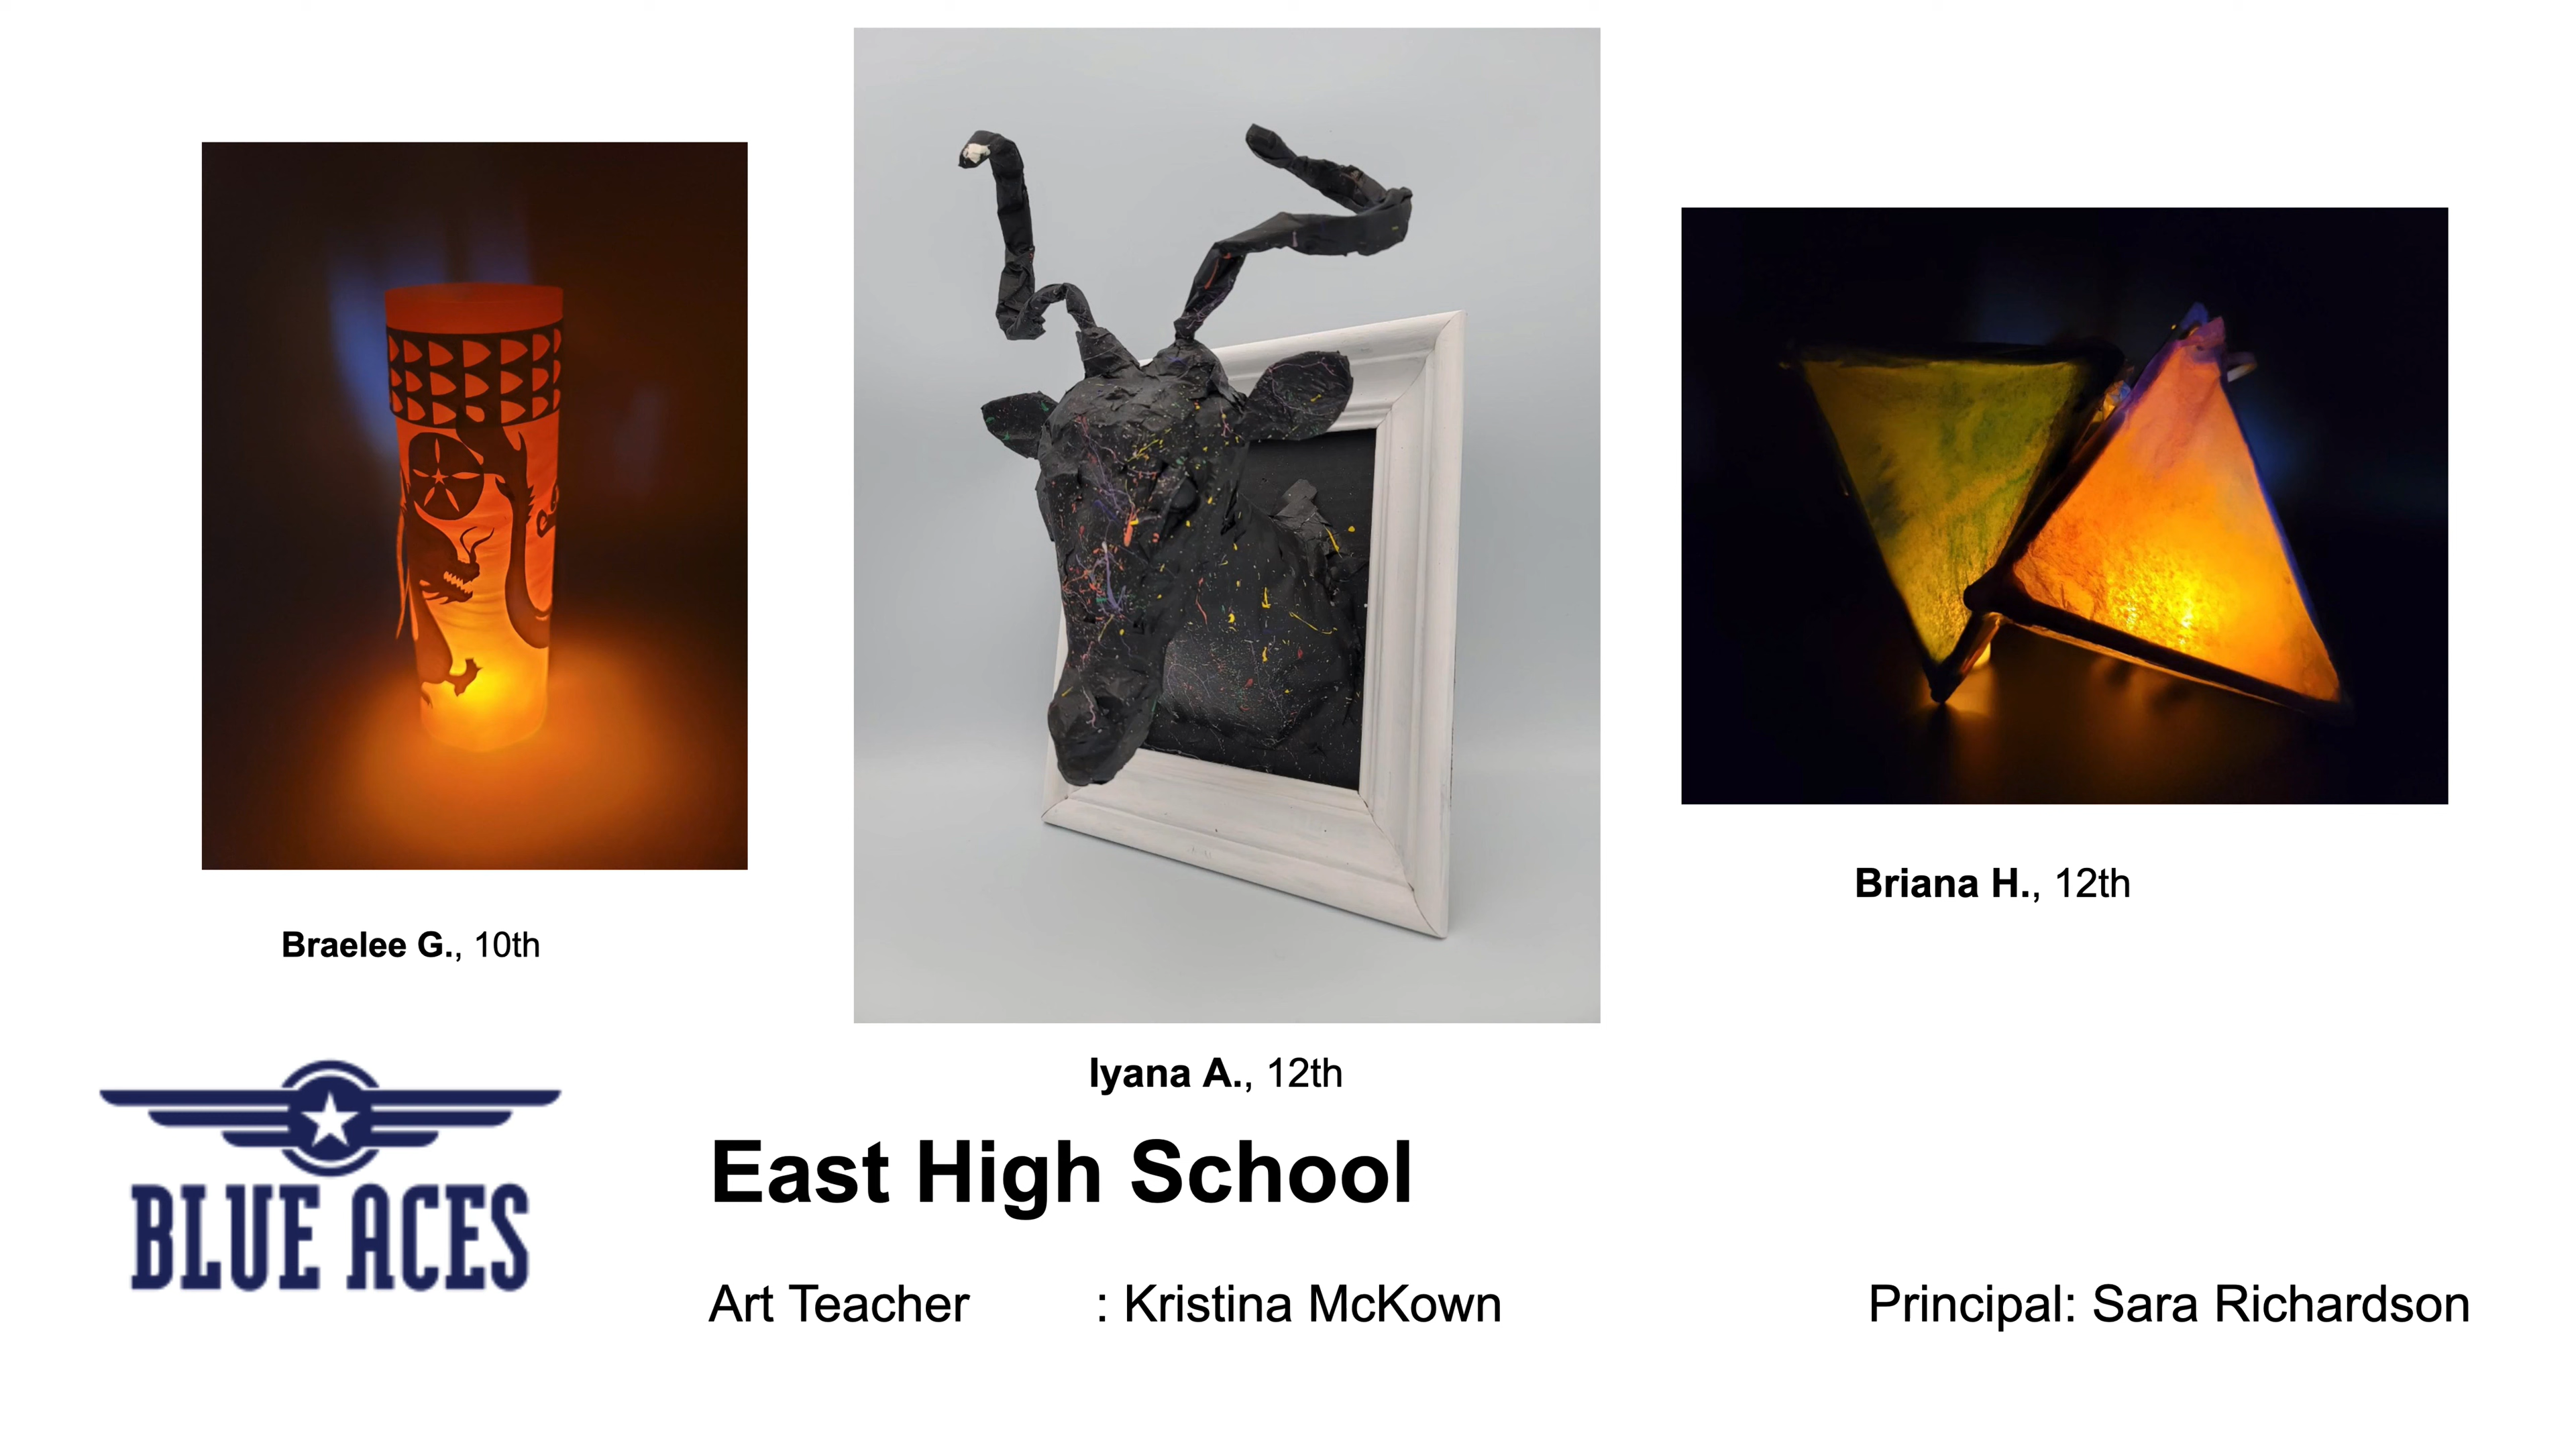 Braelee G., 10th
Iyana A., 12th
Briana H., 12th
BLUE ACES
East High School
Art Teacher : Kristina McKown
Principal: Sara Richardson